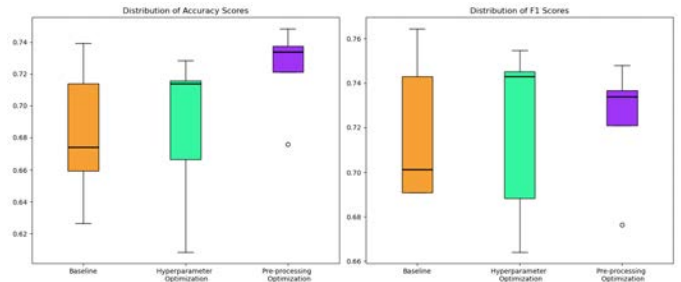 Distribution of Accuracy Scores
0.74
0.72
0.70
0.68
0.66
0.64
0.62
Baseline
Hyperparameter
Optimization
Pre-processing
Optimization
Distribution of F1 Scores
0.76
0.74
0.72
0.70
0.68
0.66
Baseline
Hyperparameter
Optimization
Pre-processing
Optimization